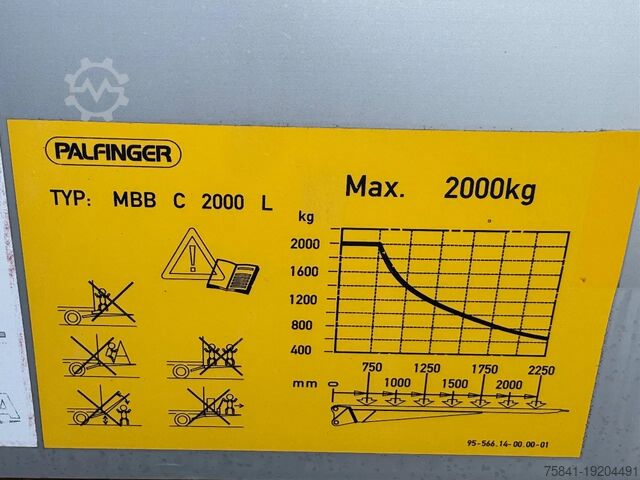 PALFINGER
TYP: MBB C 2000 L
Max. 2000kg
kg
2000
1600
1200
800
400
750 1250 1750 2250
mm 0 1000 1500 2000
95-566.14-00.00-01
75841-19204491